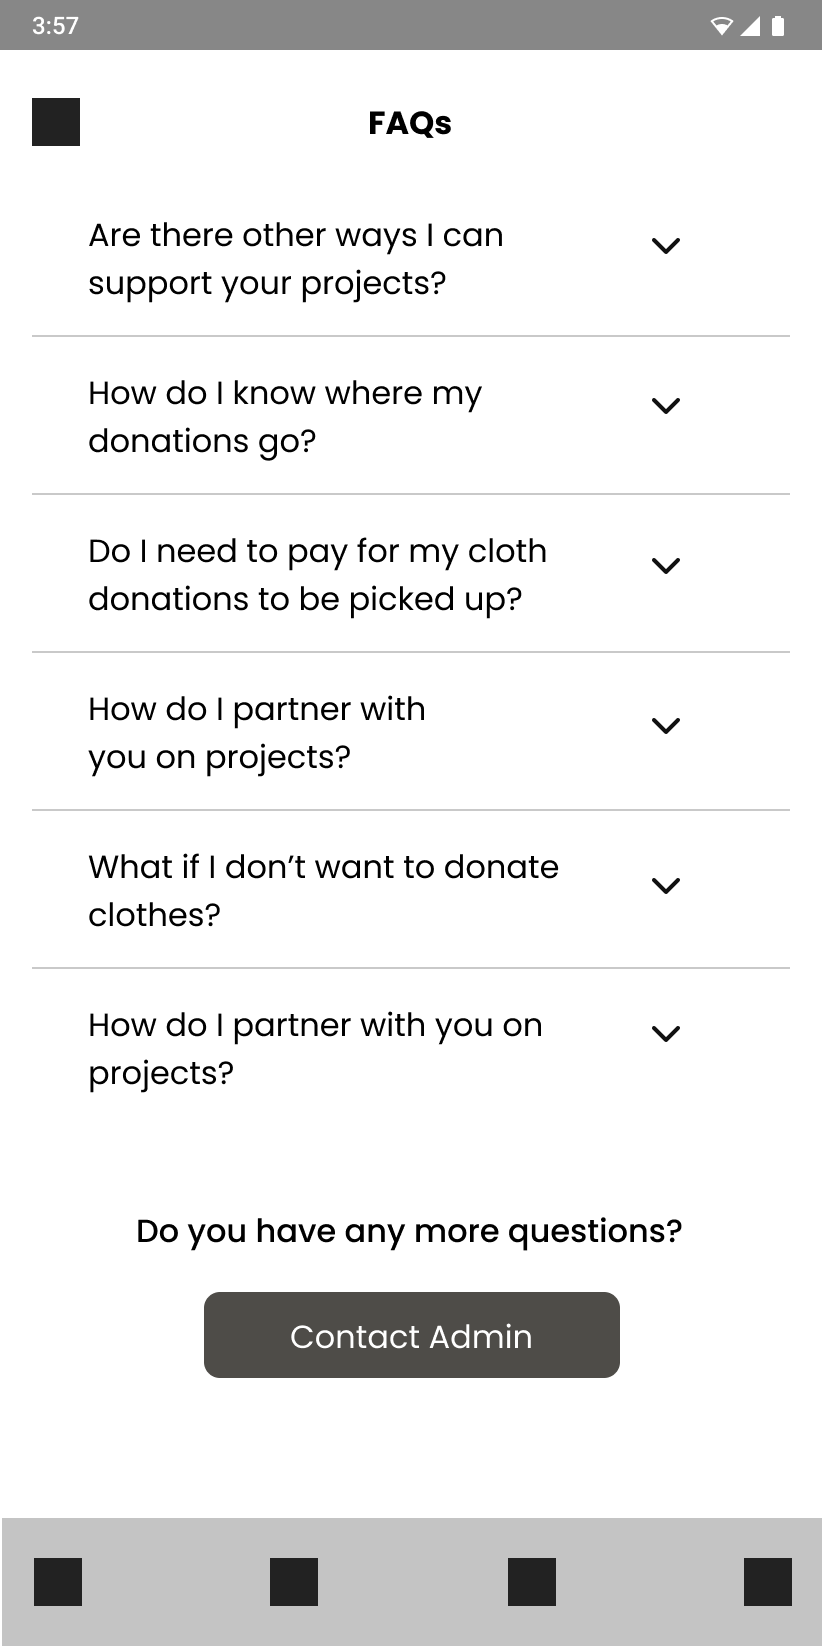 3:57
FAQs
Are there other ways I can
support your projects?
How do I know where my
donations go?
Do I need to pay for my cloth
donations to be picked up?
How do I partner with
you on projects?
What if I don’t want to donate
clothes?
How do I partner with you on
projects?
Do you have any more questions?
Contact Admin